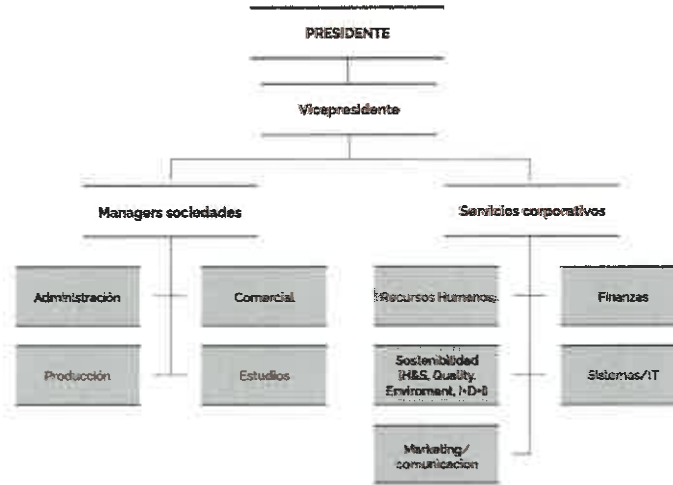 PRESIDENTE
Vicepresidente
Managers sociedades
Servicios corporativos
Administración
Comercial
Recursos Humanos
Finanzas
Producción
Estudios
Sostenibilidad
(H&S, Quality,
Enviroment, I+D+i)
Sistemas/IT
Marketing/
comunicacion